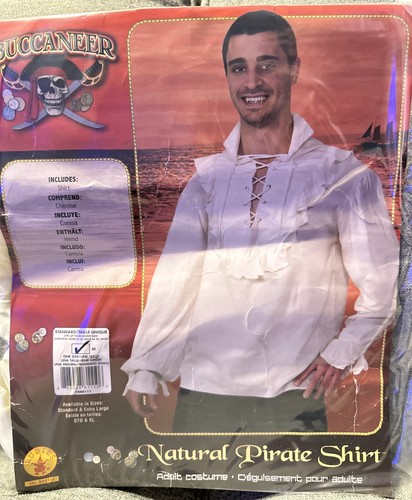 BUCCANEER
INCLUDES:
Shirt
COMPREND:
Chemise
INCLUYE:
Camisa
ENTHÄLT:
Hemd
INCLUSO:
Camicia
INCLUI:
Camisa
STANDARD/TAILLE UNIQUE
M
Available in Sizes:
Standard & Extra Large
Existe en tailles:
STD & XL
Natural Pirate Shirt
Adult costume - Déguisement pour adulte